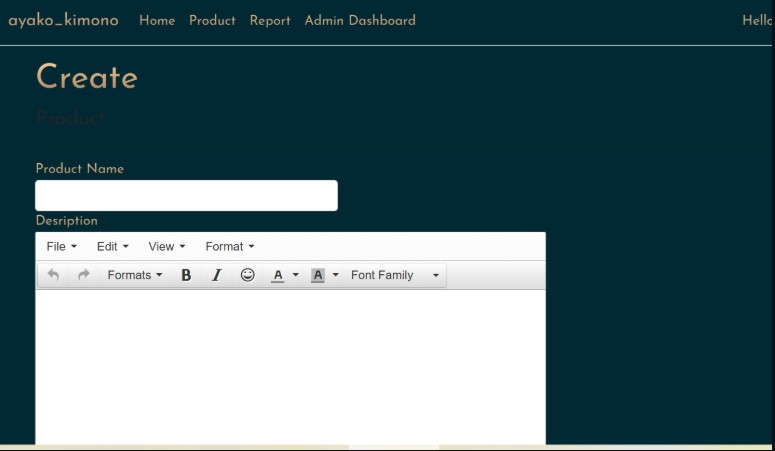 ayako_kimono Home Product Report Admin Dashboard Hello
Create
Product
Product Name
Desription
File Edit View Format
Formats B I A A Font Family